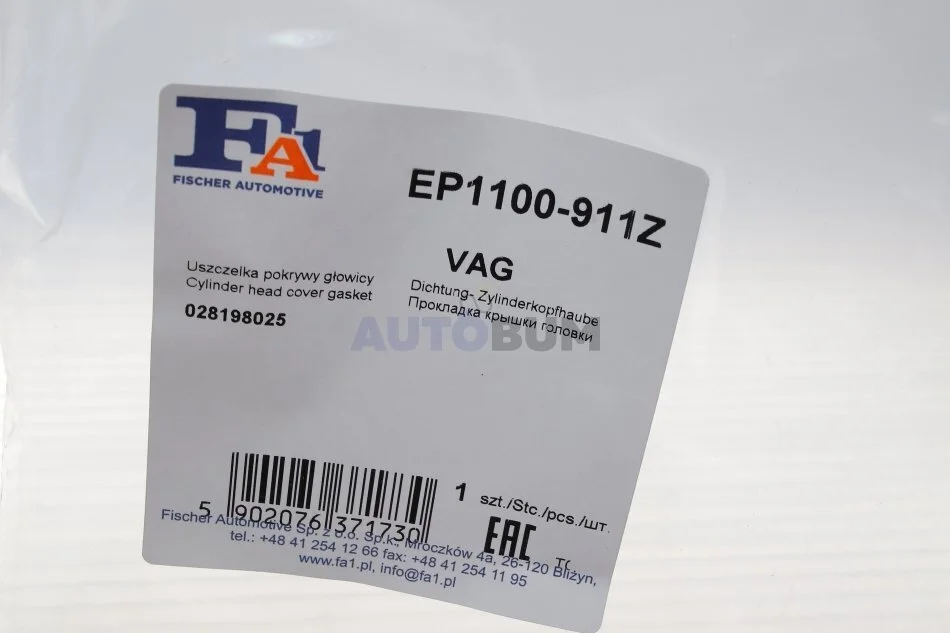 FA1
FISCHER AUTOMOTIVE
EP1100-911Z
VAG
Uszczelka pokrywy głowicy
Cylinder head cover gasket
028198025
Dichtung- Zylinderkopfhaube
Прокладка крышки головки
AUTOBUM
5 902076 371730
1 szt./Stc./pcs./шт.
EAC
Fischer Automotive Sp. z o.o. Sp.k., Mroczków 4a, 26-120 Bliżyn,
tel.: +48 41 254 12 66 fax: +48 41 254 11 95
www.fa1.pl, info@fa1.pl